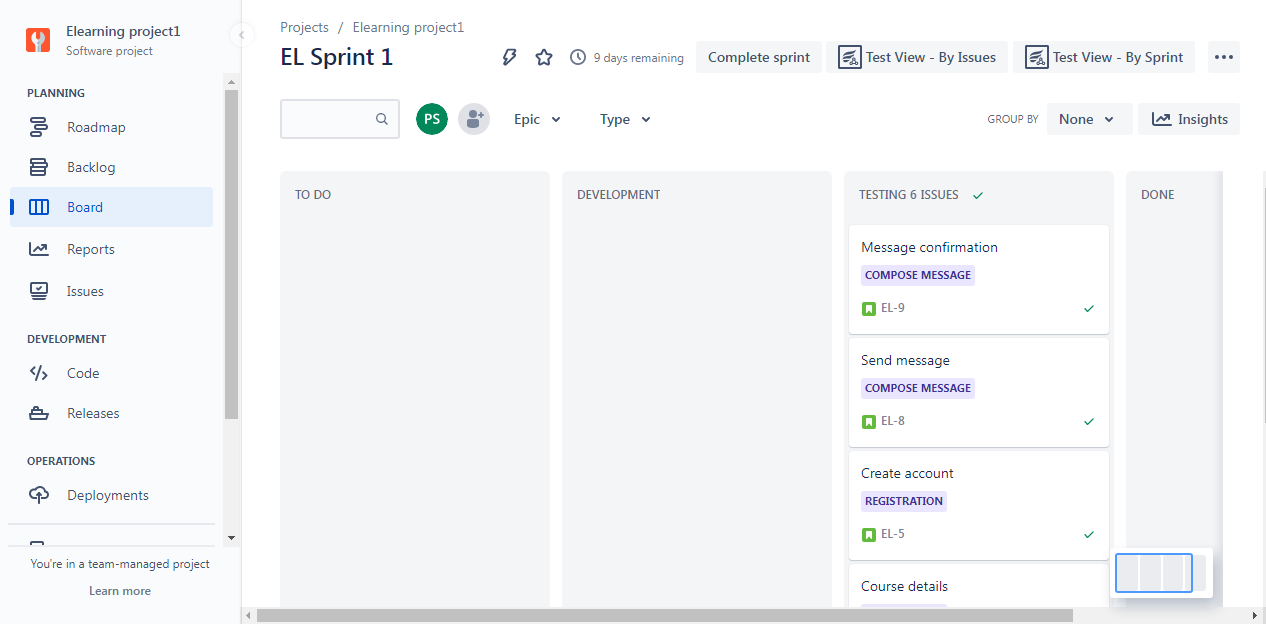 Elearning project1
Software project
PLANNING
Roadmap
Backlog
Board
Reports
Issues
DEVELOPMENT
Code
Releases
OPERATIONS
Deployments
You're in a team-managed project
Learn more
Projects / Elearning project1
EL Sprint 1
9 days remaining
Complete sprint
Test View - By Issues
Test View - By Sprint
PS
Epic
Type
GROUP BY
None
Insights
TO DO
DEVELOPMENT
TESTING 6 ISSUES
Message confirmation
COMPOSE MESSAGE
EL-9
Send message
COMPOSE MESSAGE
EL-8
Create account
REGISTRATION
EL-5
Course details
DONE